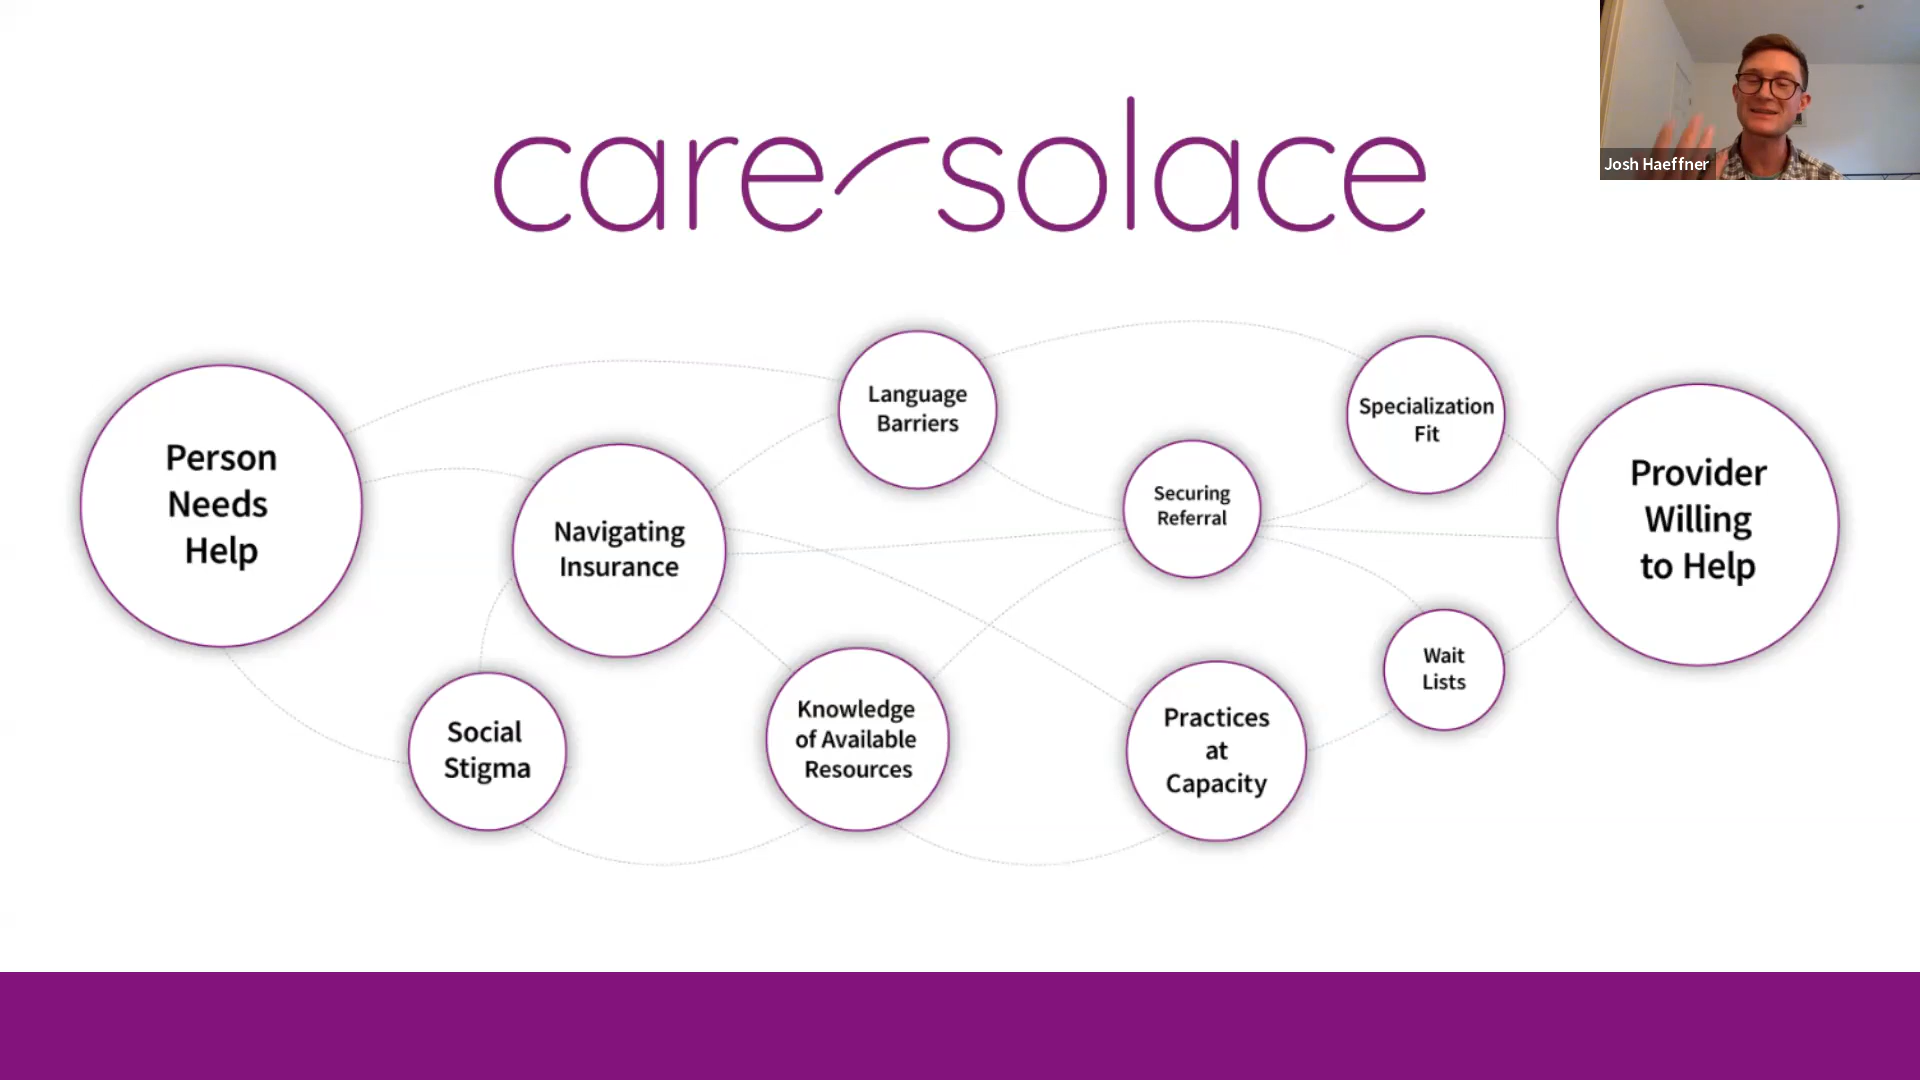 care solace
Josh Haeffner
Person
Needs
Help
Navigating
Insurance
Social
Stigma
Language
Barriers
Knowledge
of Available
Resources
Securing
Referral
Practices
at
Capacity
Specialization
Fit
Wait
Lists
Provider
Willing
to Help